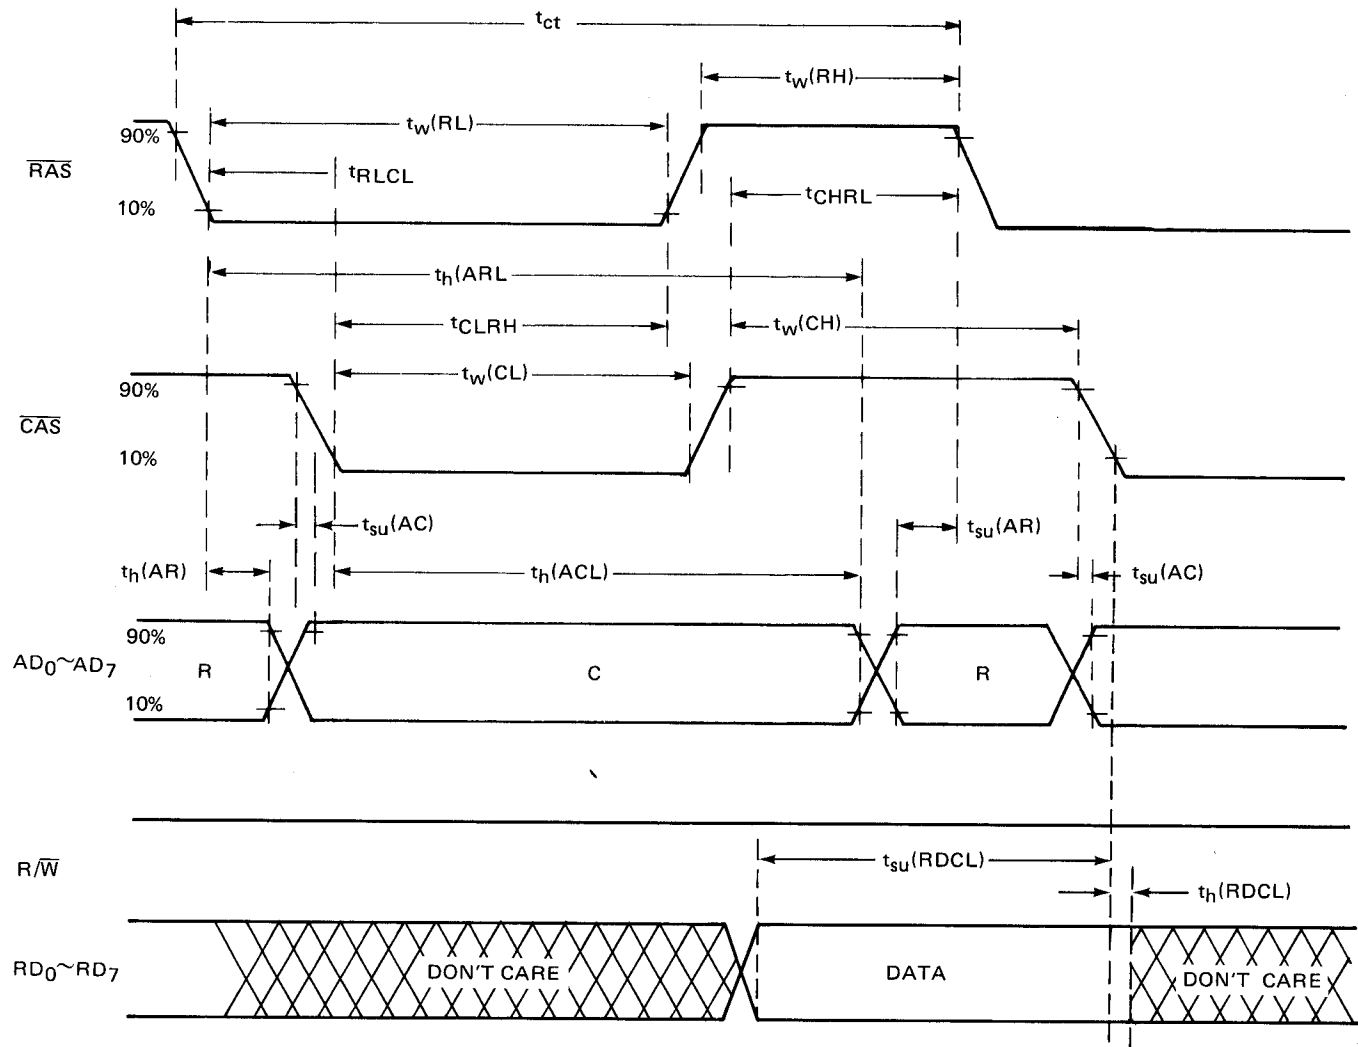 tct
tw(RH)
90%
tw(RL)
RAS
tRLCL
10%
tCHRL
th(ARL
tCLRH
tw(CH)
tw(CL)
90%
CAS
10%
tsu(AC)
tsu(AR)
th(AR)
th(ACL)
tsu(AC)
90%
AD0~AD7
R
C
R
10%
R/W
tsu(RDCL)
th(RDCL)
RD0~RD7
DON'T CARE
DATA
DON'T CARE